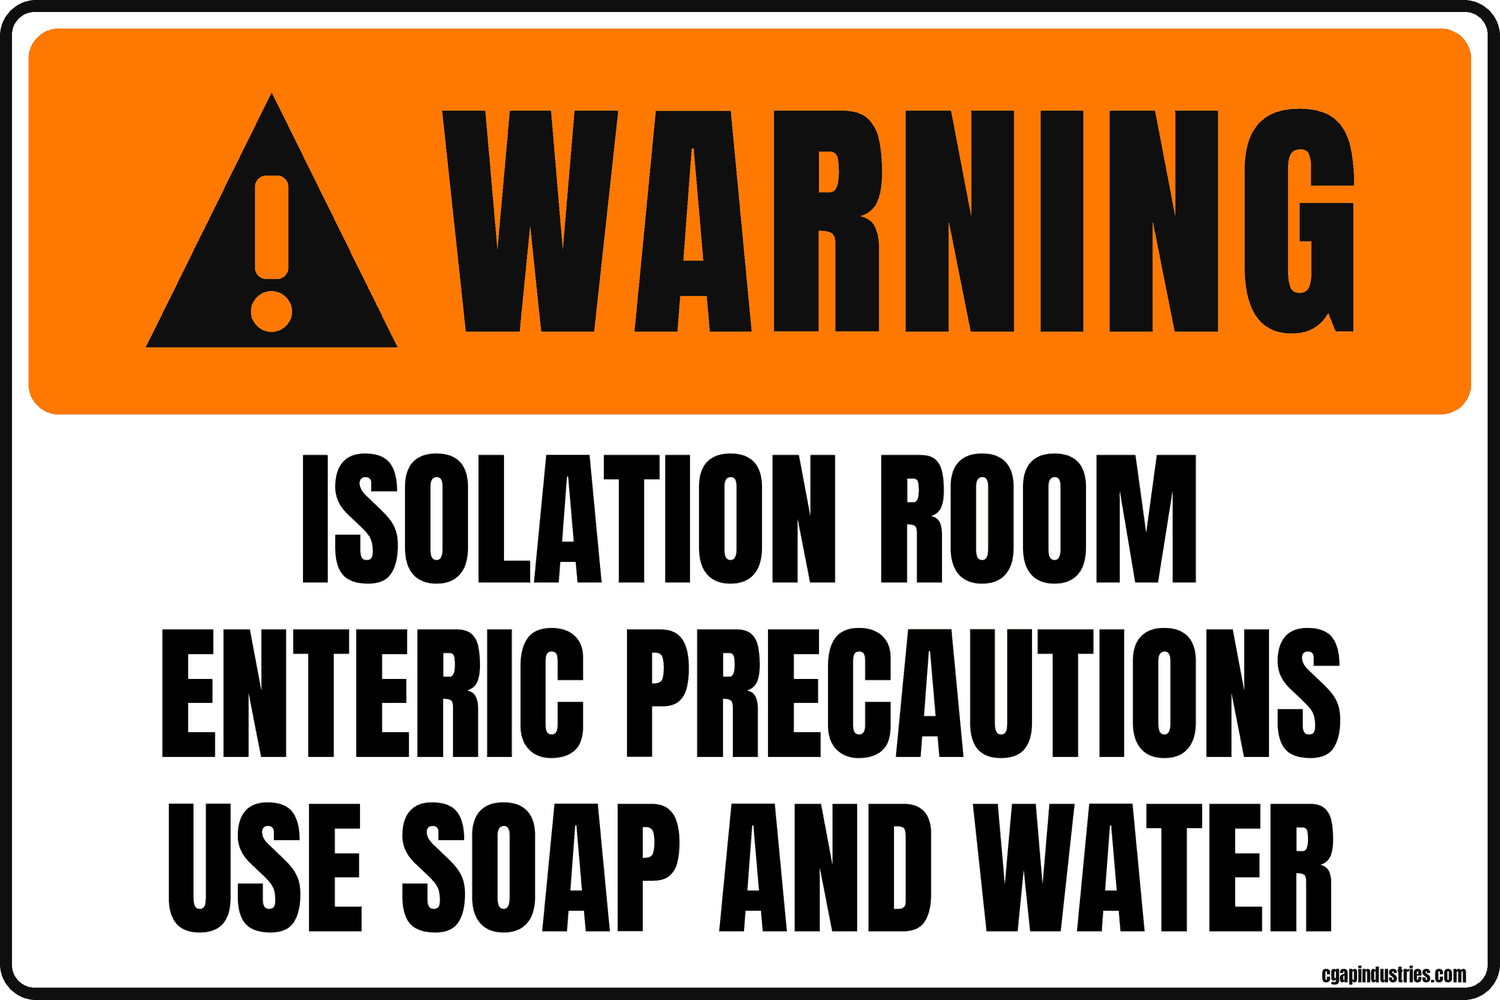 WARNING
ISOLATION ROOM
ENTERIC PRECAUTIONS
USE SOAP AND WATER
cgapindustries.com